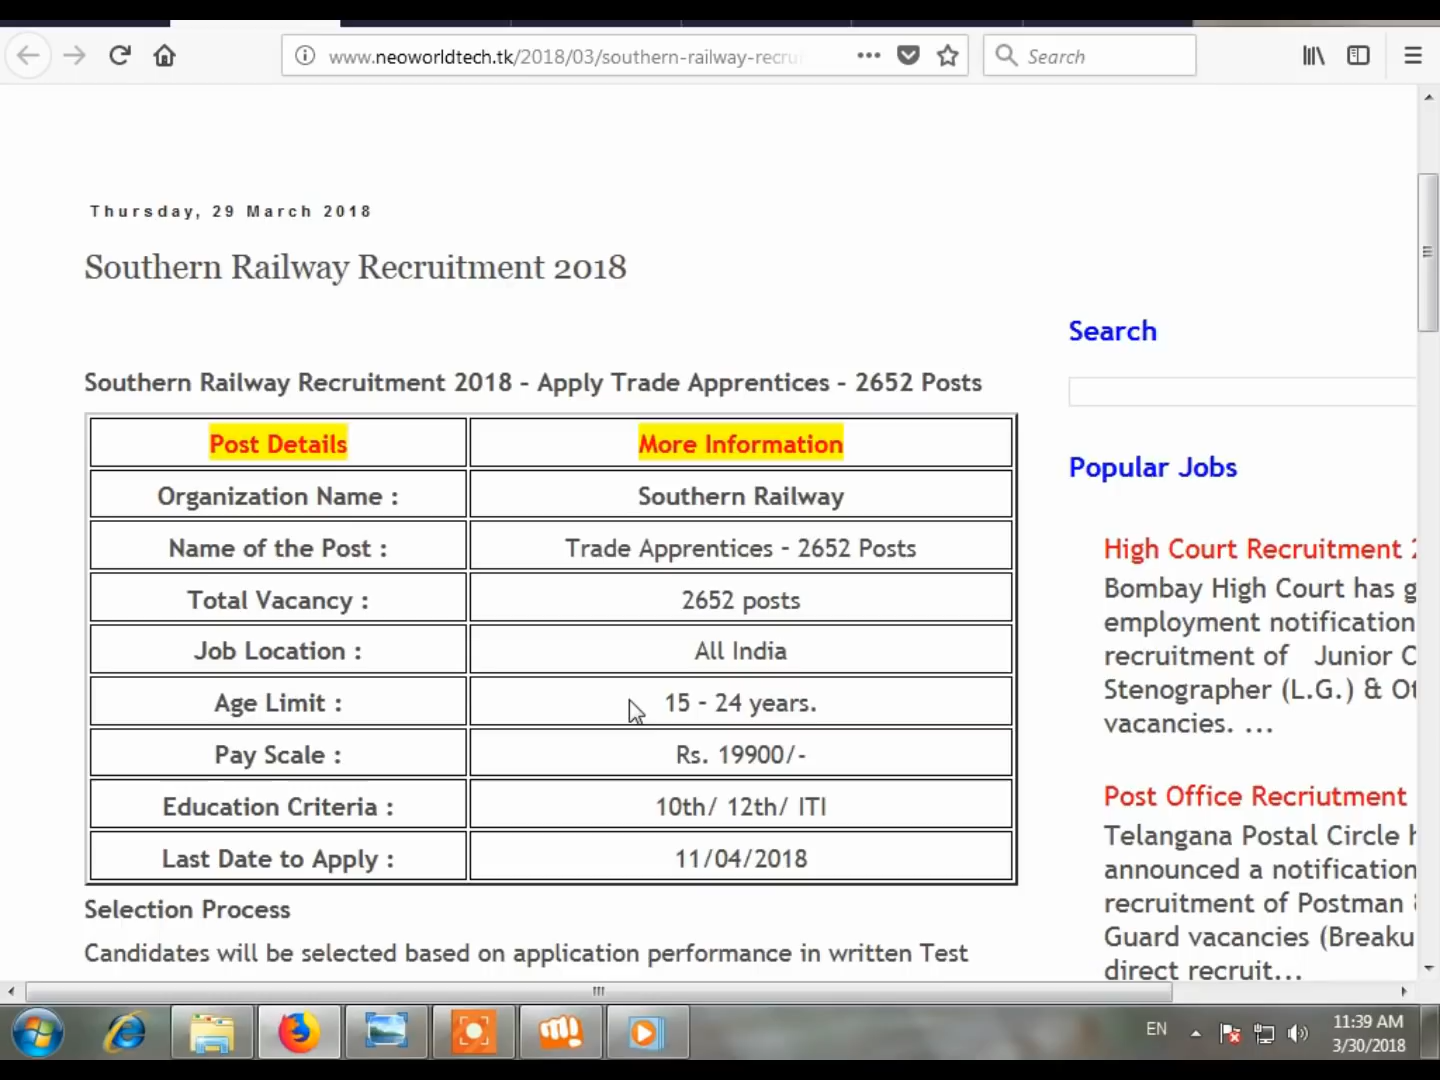 www.neoworldtech.tk/2018/03/southern-railway-recru
Search
Thursday, 29 March 2018
Southern Railway Recruitment 2018
Search
Southern Railway Recruitment 2018 - Apply Trade Apprentices - 2652 Posts
Post Details More Information
Organization Name : Southern Railway
Name of the Post : Trade Apprentices - 2652 Posts
Total Vacancy : 2652 posts
Job Location : All India
Age Limit : 15 - 24 years.
Pay Scale : Rs. 19900/-
Education Criteria : 10th/ 12th/ ITI
Last Date to Apply : 11/04/2018
Selection Process
Candidates will be selected based on application performance in written Test
Popular Jobs
High Court Recruitment
Bombay High Court has
employment notification
recruitment of Junior
Stenographer (L.G.) &
vacancies. ...
Post Office Recriutment
Telangana Postal Circle
announced a notification
recruitment of Postman
Guard vacancies
direct recruit...
EN
11:39 AM
3/30/2018